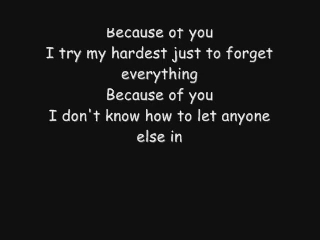 Because of you
I try my hardest just to forget
everything
Because of you
I don't know how to let anyone
else in